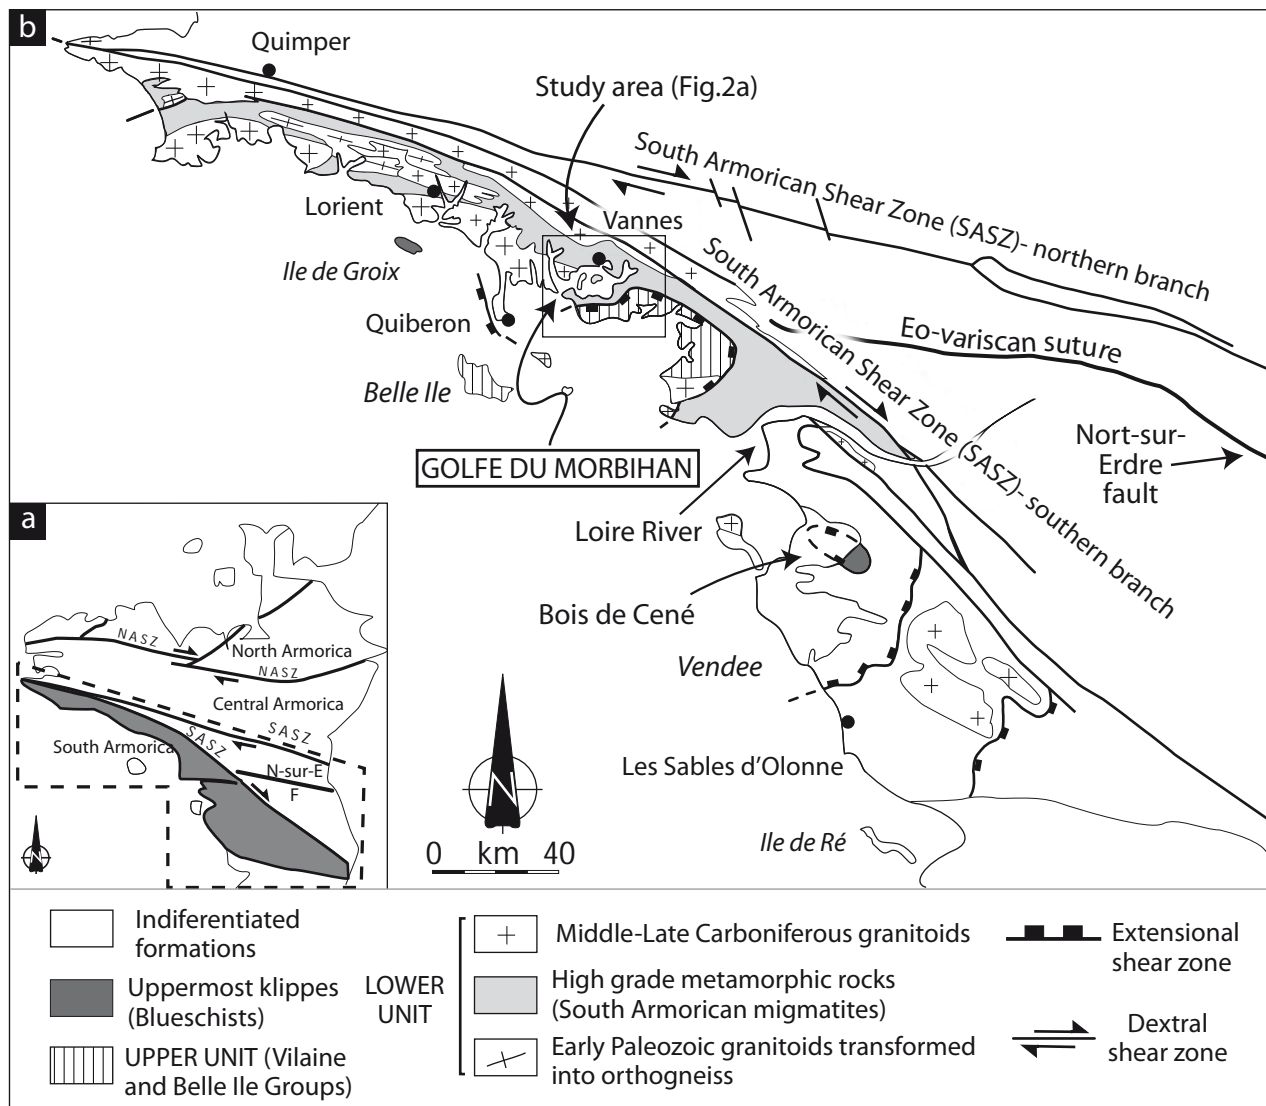 b
Quimper
Study area (Fig.2a)
South Armorican Shear Zone (SASZ)- northern branch
Lorient
Vannes
Ile de Groix
South Armorican Shear Zone (SASZ)- southern branch
Quiberon
Eo-variscan suture
Belle Ile
Nort-sur-
Erdre
fault
GOLFE DU MORBIHAN
Loire River
Bois de Cené
Vendee
Les Sables d'Olonne
Ile de Ré
N
0 km 40
a
NASZ
North Armorica
NASZ
Central Armorica
SASZ
SASZ
South Armorica
N-sur-E
F
N
Indiferentiated
formations
Uppermost klippes
(Blueschists)
UPPER UNIT (Vilaine
and Belle Ile Groups)
LOWER
UNIT
Middle-Late Carboniferous granitoids
High grade metamorphic rocks
(South Armorican migmatites)
Early Paleozoic granitoids transformed
into orthogneiss
Extensional
shear zone
Dextral
shear zone